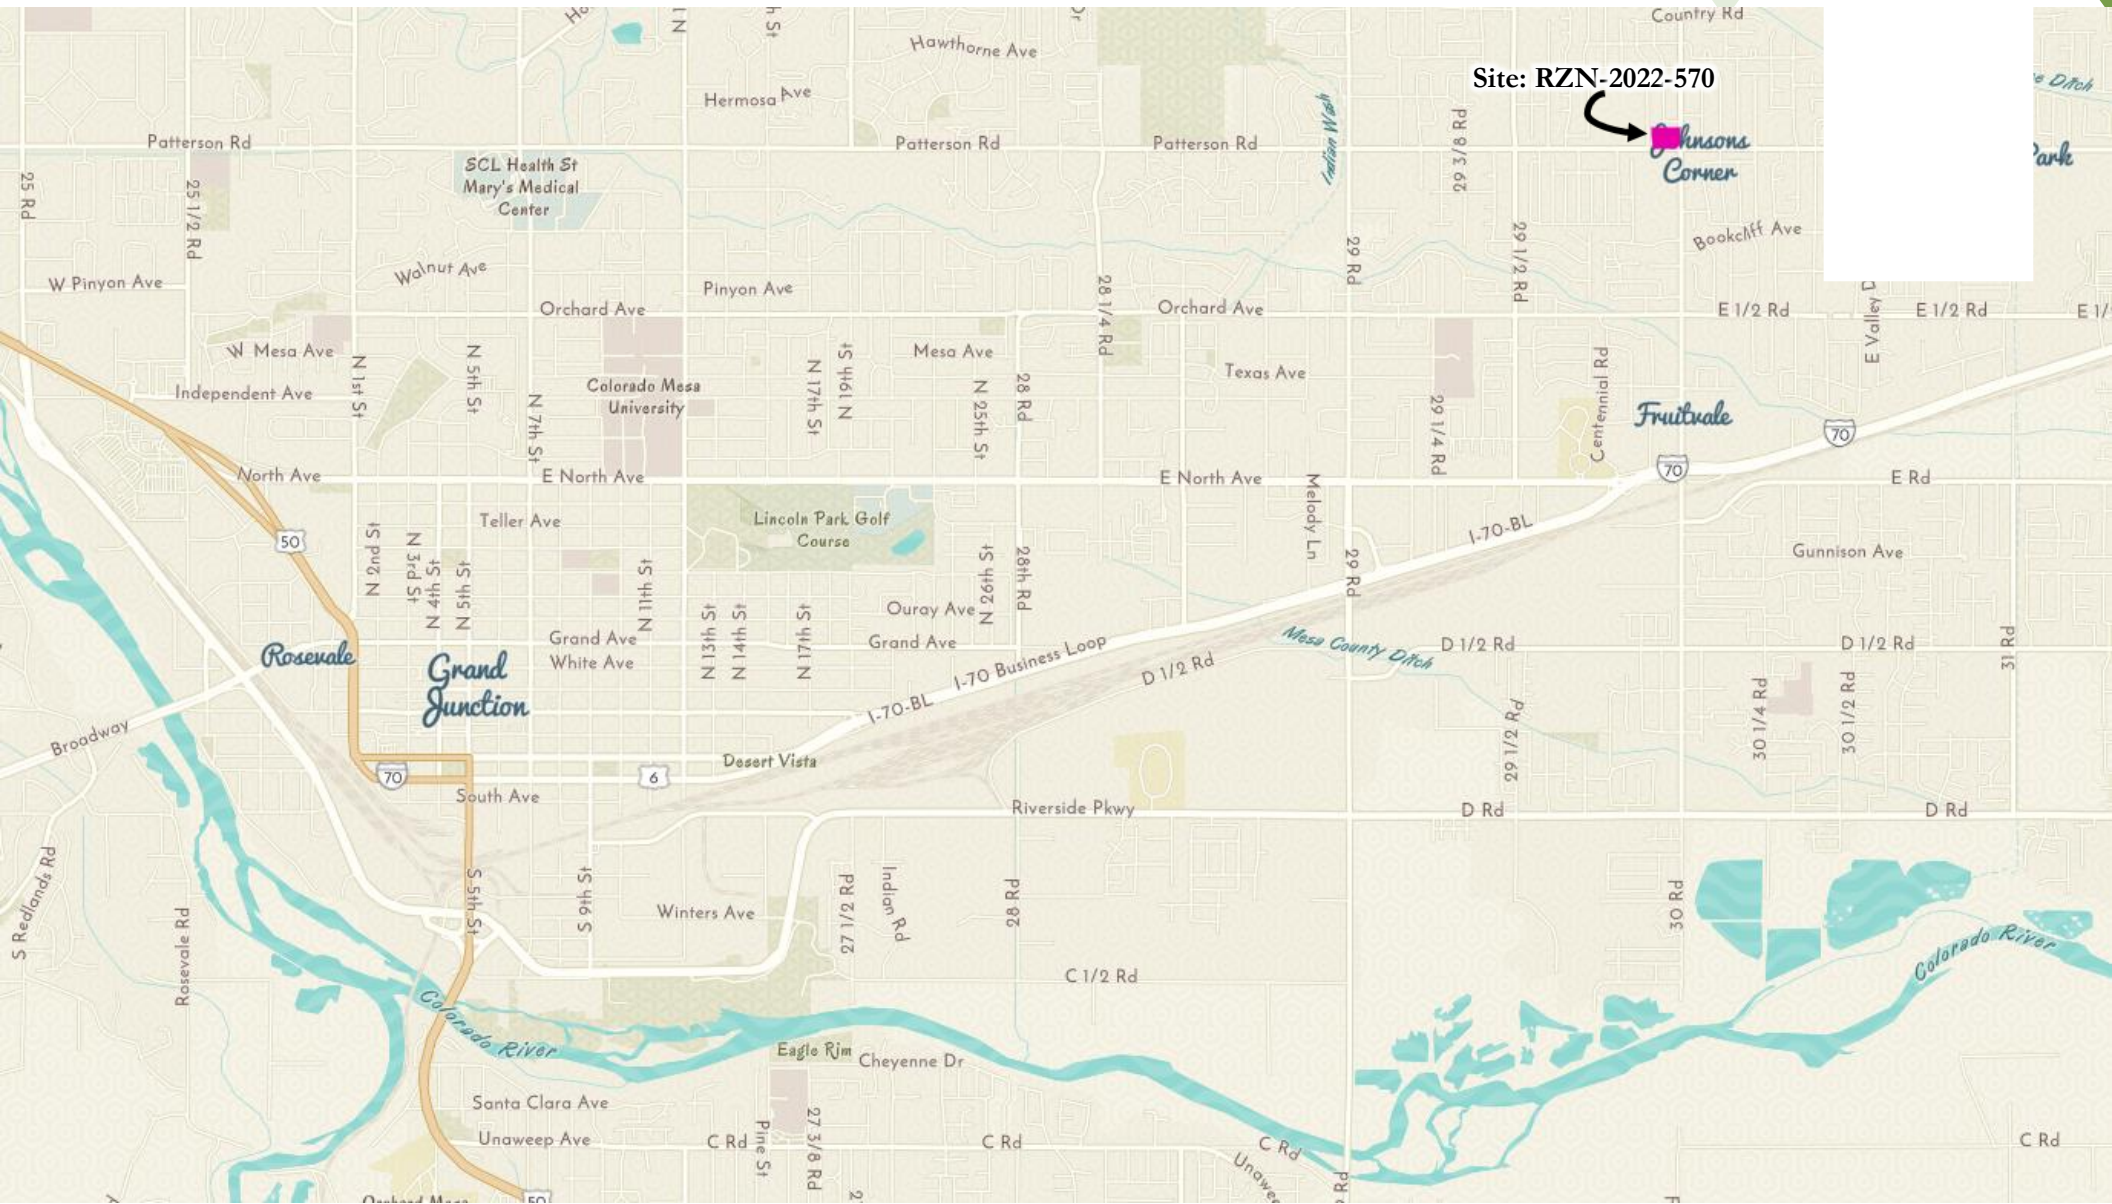 Country Rd
Hawthorne Ave
Site: RZN-2022-570
Hermosa Ave
Indian Wash
29 3/8 Rd
Patterson Rd
Patterson Rd
Patterson Rd
Johnsons
Corner
Ditch
Park
SCL Health St
Mary's Medical
Center
25 Rd
25 1/2 Rd
29 Rd
29 1/2 Rd
Bookcliff Ave
Walnut Ave
W Pinyon Ave
Pinyon Ave
Orchard Ave
28 1/4 Rd
Orchard Ave
E 1/2 Rd
E Valley D
E 1/2 Rd
E 1/
W Mesa Ave
N 1st St
N 5th St
N 17th St
N 19th St
Mesa Ave
Texas Ave
Centennial Rd
Independent Ave
N 7th St
Colorado Mesa
University
N 25th St
28 Rd
29 1/4 Rd
Fruitvale
70
70
North Ave
E North Ave
E North Ave
Melody Ln
E Rd
50
Teller Ave
Lincoln Park Golf
Course
I-70-BL
Gunnison Ave
N 2nd St
N 3rd St
N 4th St
N 5th St
N 11th St
N 26th St
28th Rd
29 Rd
Ouray Ave
N 13th St
N 14th St
N 17th St
Rosevale
Grand
Junction
Grand Ave
White Ave
Grand Ave
I-70 Business Loop
D 1/2 Rd
Mesa County Ditch
D 1/2 Rd
D 1/2 Rd
31 Rd
I-70-BL
29 1/2 Rd
30 1/4 Rd
30 1/2 Rd
Broadway
70
6
Desert Vista
South Ave
Riverside Pkwy
D Rd
D Rd
S Redlands Rd
Rosevale Rd
S 5th St
S 9th St
Winters Ave
27 1/2 Rd
Indian Rd
28 Rd
30 Rd
Colorado River
C 1/2 Rd
Colorado River
Eagle Rim
Cheyenne Dr
Santa Clara Ave
Unaweep Ave
C Rd
Pine St
27 3/8 Rd
C Rd
C Rd
Unawee
C Rd
50
Orchard Mesa